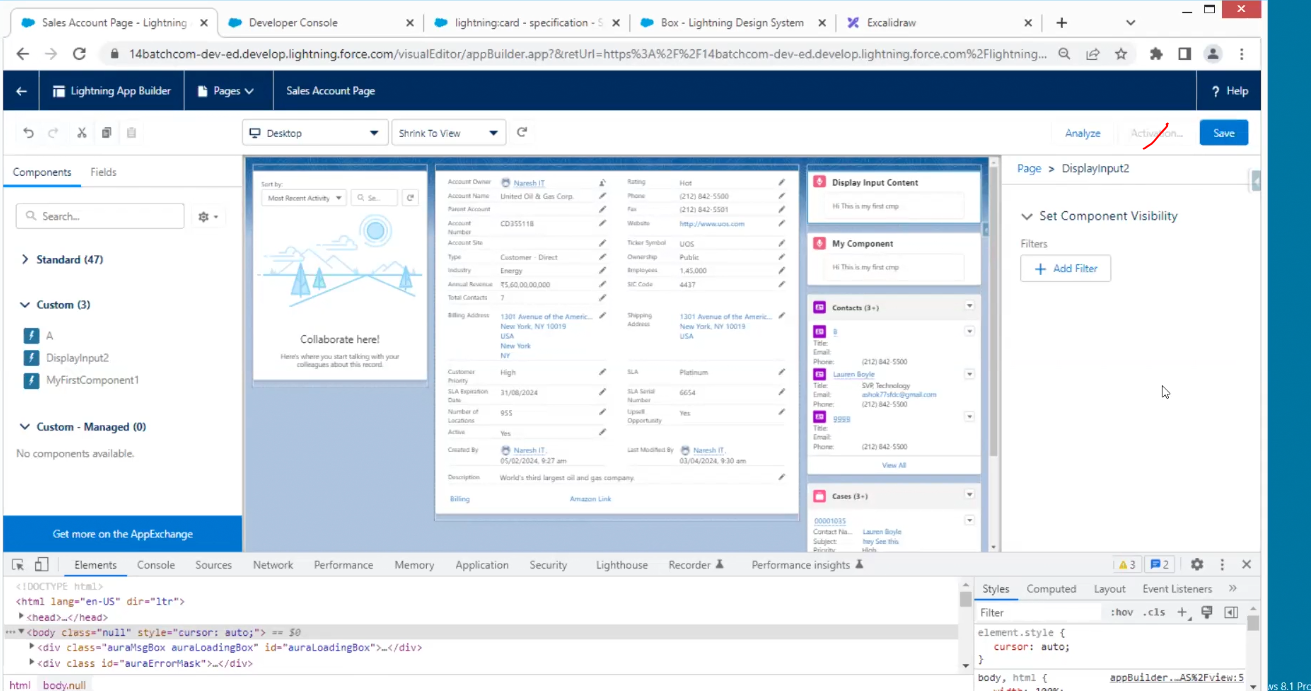 Sales Account Page - Lightning
Developer Console
lightning:card - specification - S
Box - Lightning Design System
Excalidraw
14batchcom-dev-ed.develop.lightning.force.com/visualEditor/appBuilder.app?&retUrl=https%3A%2F%2F14batchcom-dev-ed.develop.lightning.force.com%2Flightning...
Lightning App Builder
Pages
Sales Account Page
? Help
Desktop
Shrink To View
Analyze
Activation...
Save
Components
Fields
Search...
Standard (47)
Custom (3)
A
DisplayInput2
MyFirstComponent1
Custom - Managed (0)
No components available.
Get more on the AppExchange
Sort by:
Most Recent Activity
Se...
Collaborate here!
Here's where you start talking with your
colleagues about this record.
Account Owner Naresh IT Rating Hot
Account Name United Oil & Gas Corp. Phone (212) 842-5500
Parent Account Fax (212) 842-5501
Account Number CD355118 Website http://www.uos.com
Account Site Ticker Symbol UOS
Type Customer - Direct Ownership Public
Industry Energy Employees 1,45,000
Annual Revenue ₹5,60,00,00,000 SIC Code 4437
Total Contacts 7
Billing Address 1301 Avenue of the Americ...
New York, NY 10019
USA
New York
NY
Shipping Address 1301 Avenue of the Americ...
New York, NY 10019
USA
Customer Priority High SLA Platinum
SLA Expiration Date 31/08/2024 SLA Serial Number 6654
Number of Locations 955 Upsell Opportunity Yes
Active Yes
Created By Naresh IT, 05/02/2024, 9:27 am Last Modified By Naresh IT, 03/04/2024, 9:30 am
Description World's third largest oil and gas company.
Billing Amazon Link
Display Input Content
Hi This is my first cmp
My Component
Hi This is my first cmp
Contacts (3+)
Title:
Email:
Phone: (212) 842-5500
Lauren Boyle
Title: SVP, Technology
Email: ashok77sfdc@gmail.com
Phone: (212) 842-5500
gggg
Title:
Email:
Phone: (212) 842-5500
View All
Cases (3+)
00001035
Contact Na... Lauren Boyle
Subject: hey See this
Priority: High
Page > DisplayInput2
Set Component Visibility
Filters
+ Add Filter
Elements
Console
Sources
Network
Performance
Memory
Application
Security
Lighthouse
Recorder
Performance insights
3
2
<!DOCTYPE html>
<html lang="en-US" dir="ltr">
<head>…</head>
<body class="null" style="cursor: auto;"> == $0
<div class="auraMsgBox auraLoadingBox" id="auraLoadingBox">…</div>
<div class id="auraErrorMask">…</div>
html body.null
Styles
Computed
Layout
Event Listeners
Filter
:hov .cls
element.style {
cursor: auto;
}
body, html { appBuilder.…AS%2Fview:5
ws 8.1 Pro